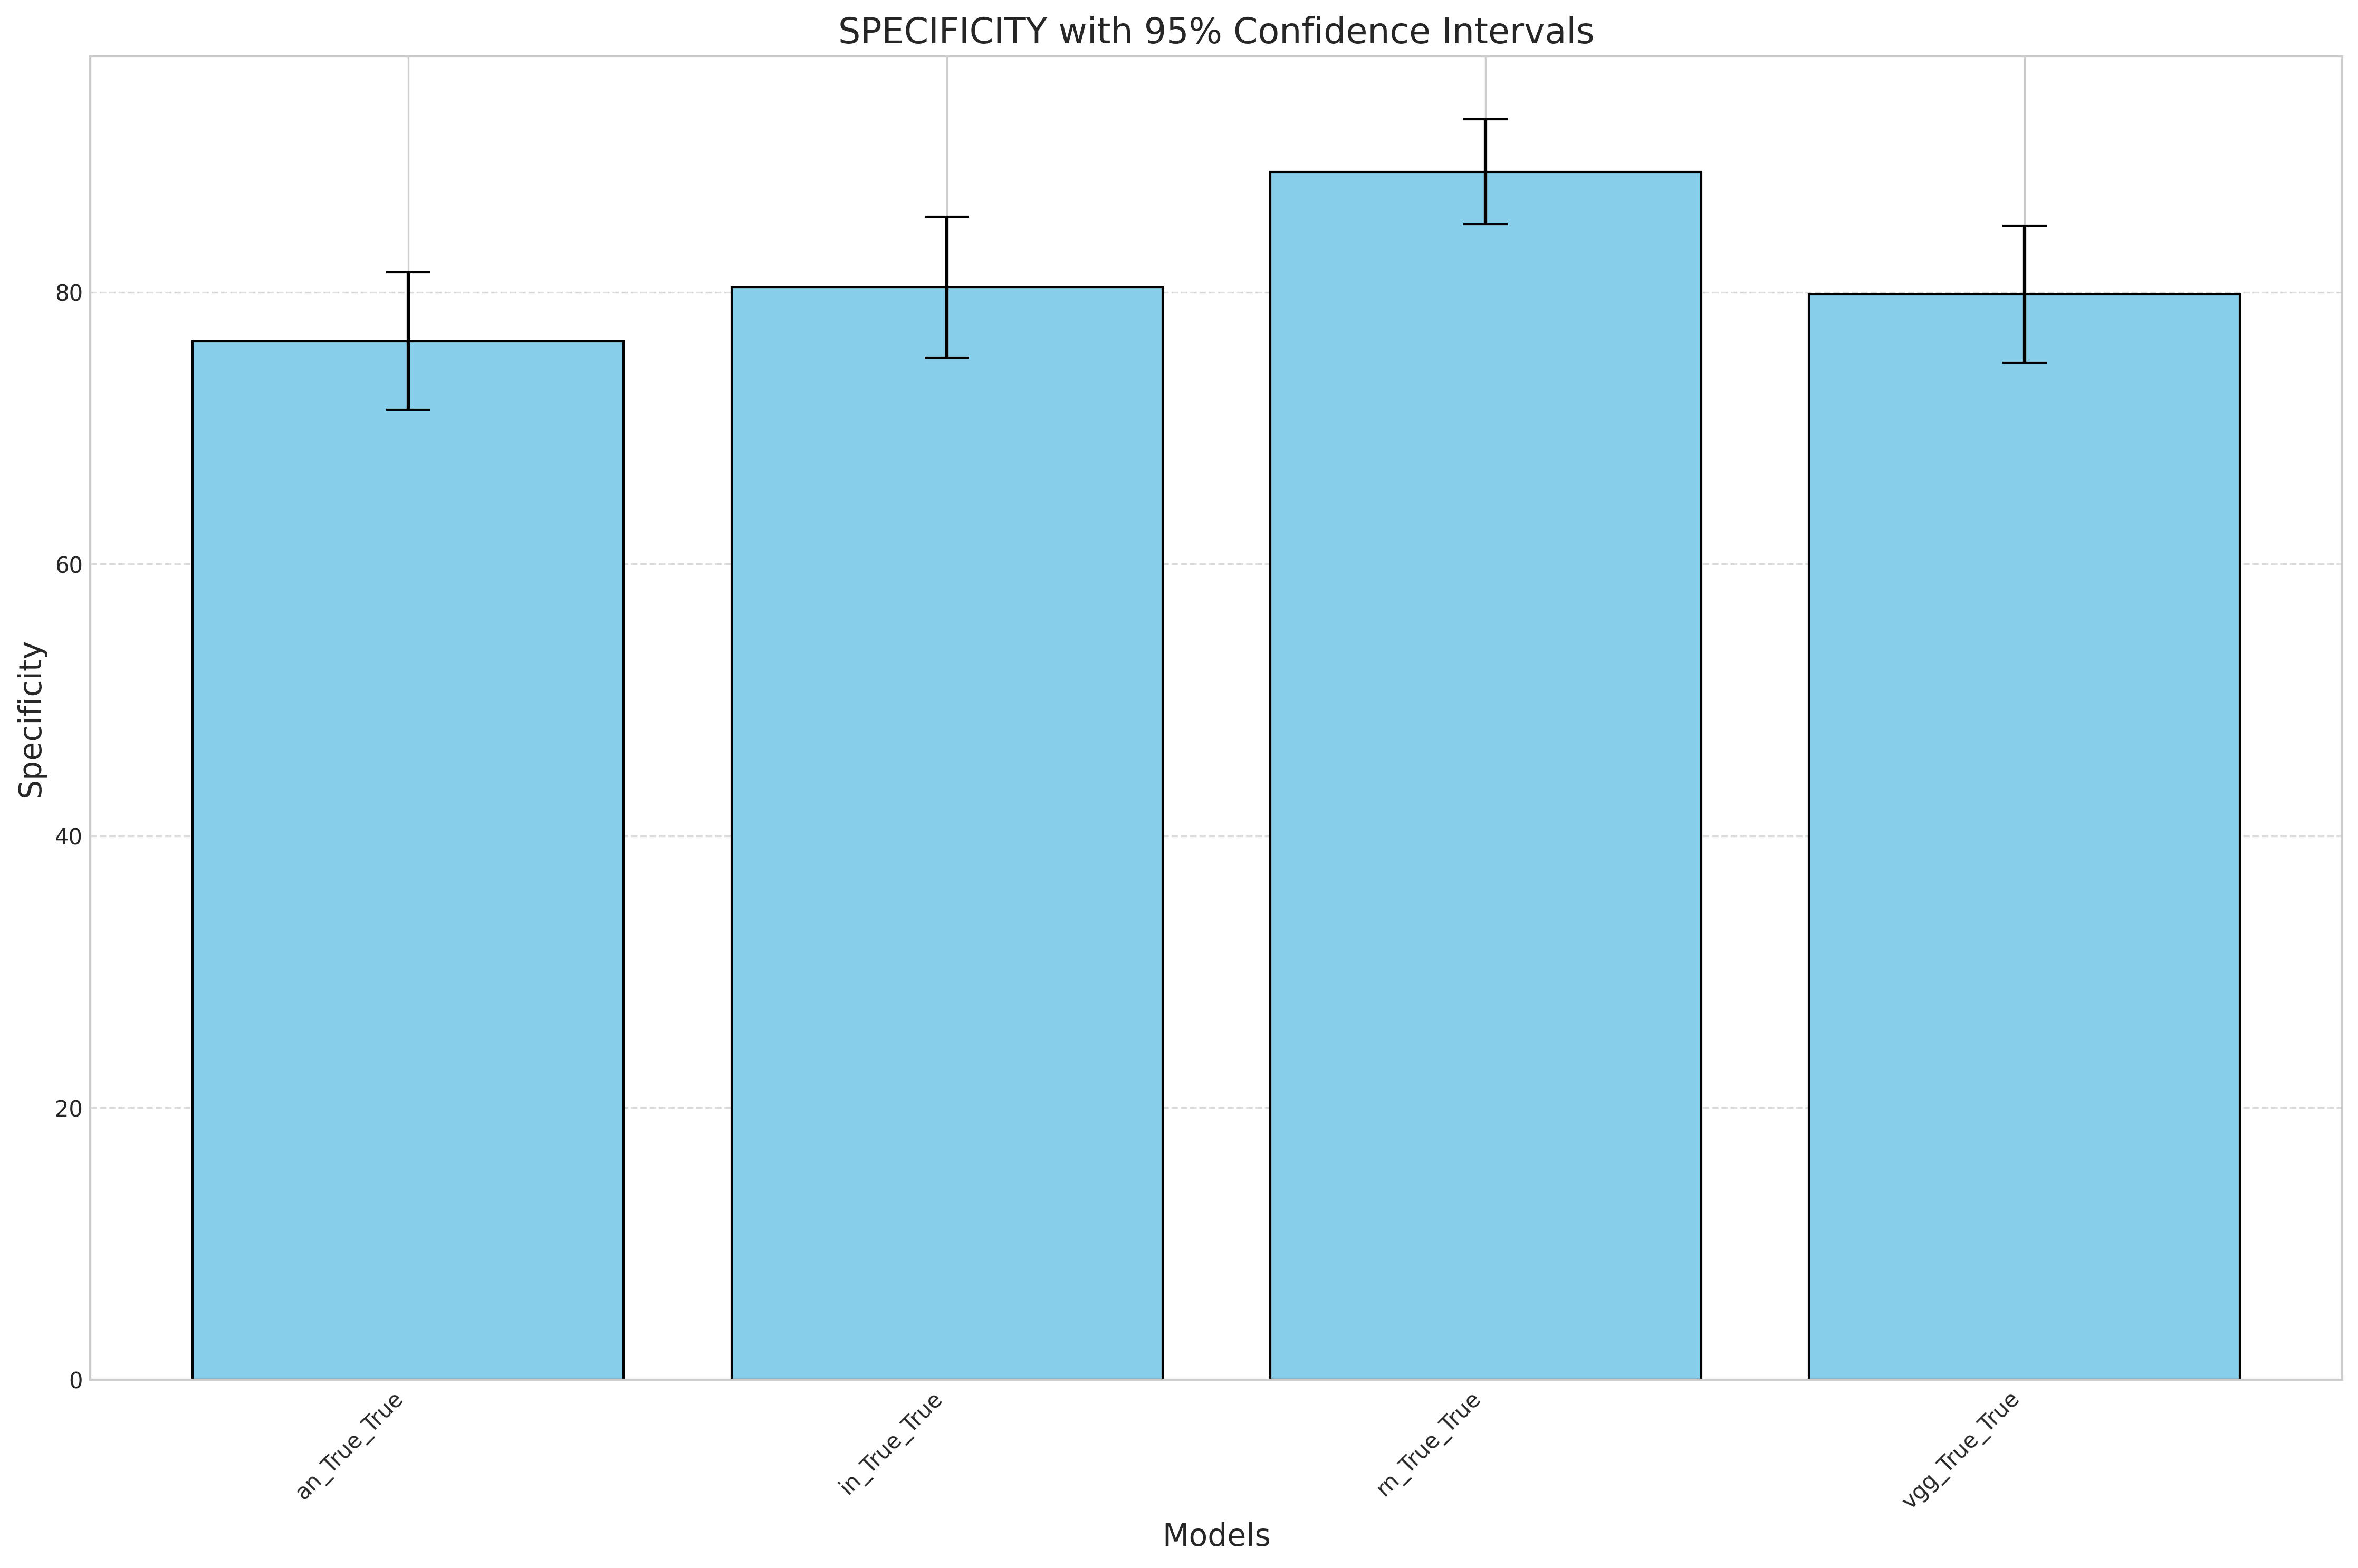 SPECIFICITY with 95% Confidence Intervals
Specificity
80
60
40
20
0
an_True_True
in_True_True
rn_True_True
vgg_True_True
Models